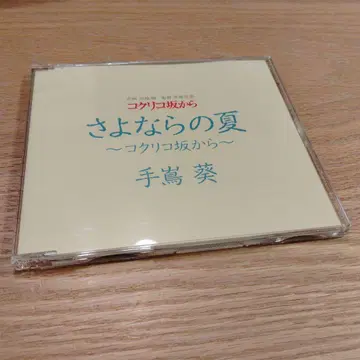 コクリコ坂から
さよならの夏
〜コクリコ坂から〜
手嶌 葵